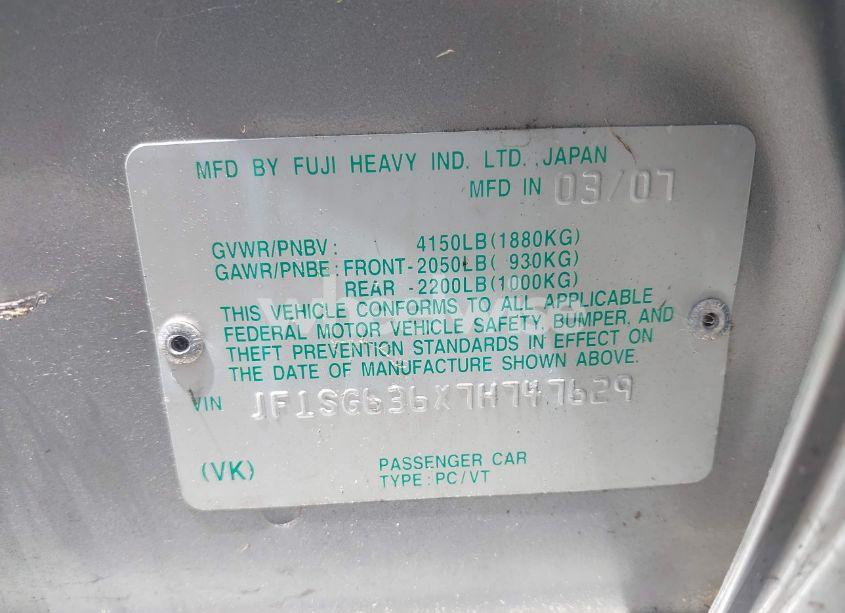 MFD BY FUJI HEAVY IND. LTD. JAPAN
MFD IN 03/07
GVWR/PNBV : 4150LB(1880KG)
GAWR/PNBE : FRONT-2050LB( 930KG)
REAR -2200LB(1000KG)
THIS VEHICLE CONFORMS TO ALL APPLICABLE
FEDERAL MOTOR VEHICLE SAFETY, BUMPER, AND
THEFT PREVENTION STANDARDS IN EFFECT ON
THE DATE OF MANUFACTURE SHOWN ABOVE.
VIN JF1SG636X7H747629
(VK)
PASSENGER CAR
TYPE : PC/VT